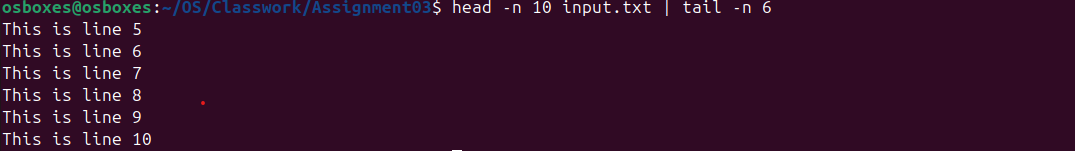 osboxes@osboxes:~/OS/Classwork/Assignment03$ head -n 10 input.txt | tail -n 6
This is line 5
This is line 6
This is line 7
This is line 8
This is line 9
This is line 10